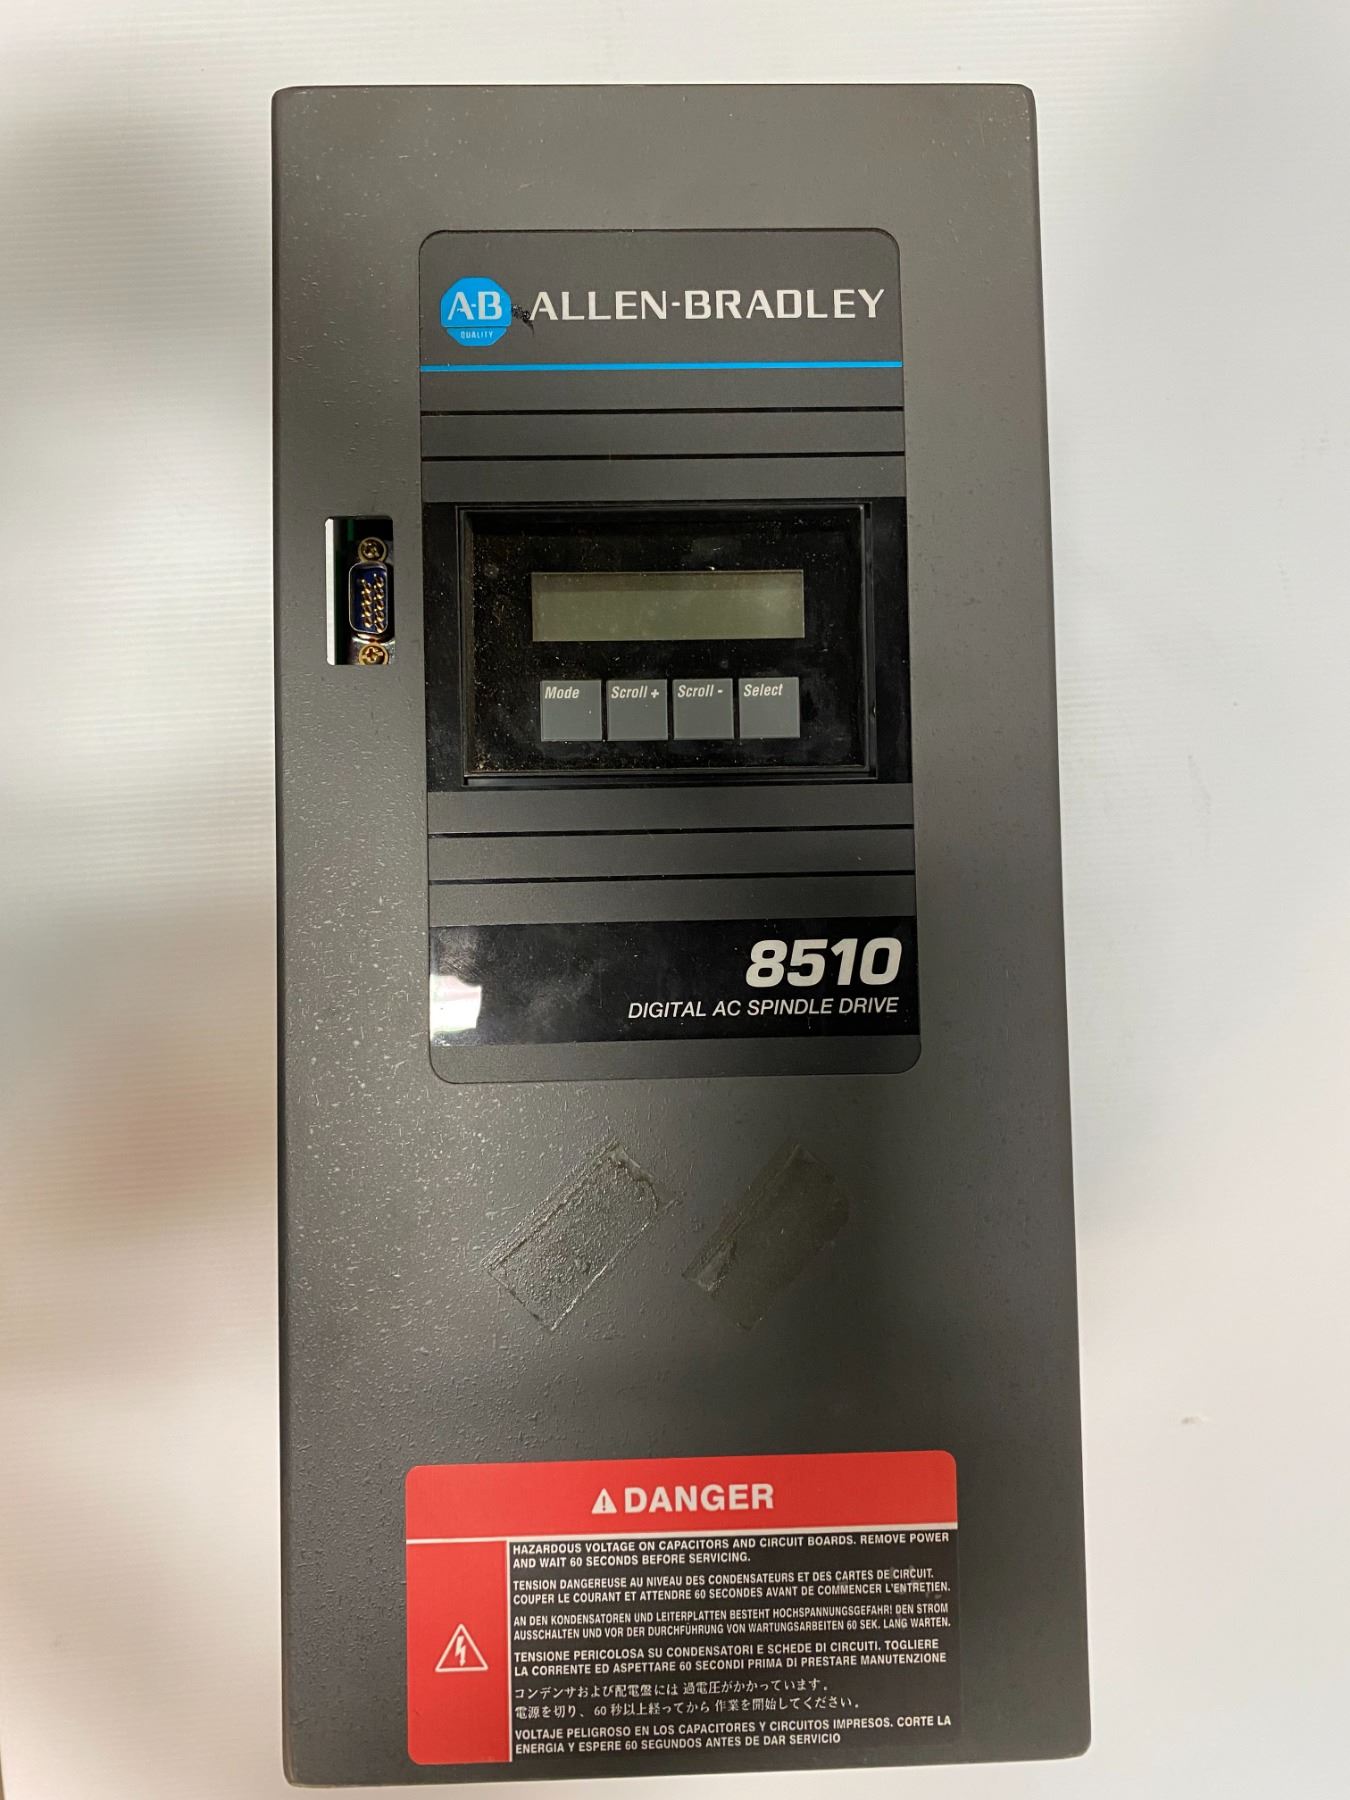 A-B ALLEN-BRADLEY
QUALITY
Mode Scroll + Scroll - Select
8510
DIGITAL AC SPINDLE DRIVE
DANGER
HAZARDOUS VOLTAGE ON CAPACITORS AND CIRCUIT BOARDS. REMOVE POWER
AND WAIT 60 SECONDS BEFORE SERVICING.
TENSION DANGEREUSE AU NIVEAU DES CONDENSATEURS ET DES CARTES DE CIRCUIT.
COUPER LE COURANT ET ATTENDRE 60 SECONDES AVANT DE COMMENCER L'ENTRETIEN.
AN DEN KONDENSATOREN UND LEITERPLATTEN BESTEHT HOCHSPANNUNGSGEFAHR! DEN STROM
AUSSCHALTEN UND VOR DER DURCHFÜHRUNG VON WARTUNGSARBEITEN 60 SEK. LANG WARTEN.
TENSIONE PERICOLOSA SU CONDENSATORI E SCHEDE DI CIRCUITI. TOGLIERE
LA CORRENTE ED ASPETTARE 60 SECONDI PRIMA DI PRESTARE MANUTENZIONE
コンデンサおよび配電盤には 過電圧がかかっています.
電源を切り、60秒以上経ってから 作業を開始してください.
VOLTAJE PELIGROSO EN LOS CAPACITORES Y CIRCUITOS IMPRESOS. CORTE LA
ENERGIA Y ESPERE 60 SEGUNDOS ANTES DE DAR SERVICIO